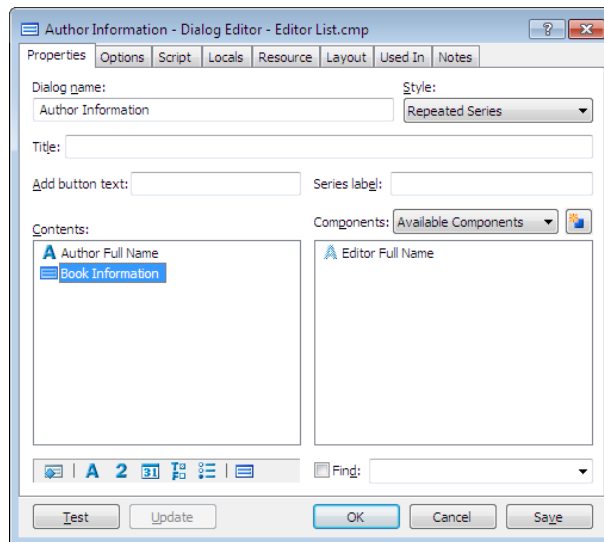 Author Information - Dialog Editor - Editor List.cmp
Properties Options Script Locals Resource Layout Used In Notes
Dialog name: Style:
Author Information Repeated Series
Title:
Add button text: Series label:
Contents: Components: Available Components
Author Full Name Editor Full Name
Book Information
A 2 31 Find:
Test Update OK Cancel Save